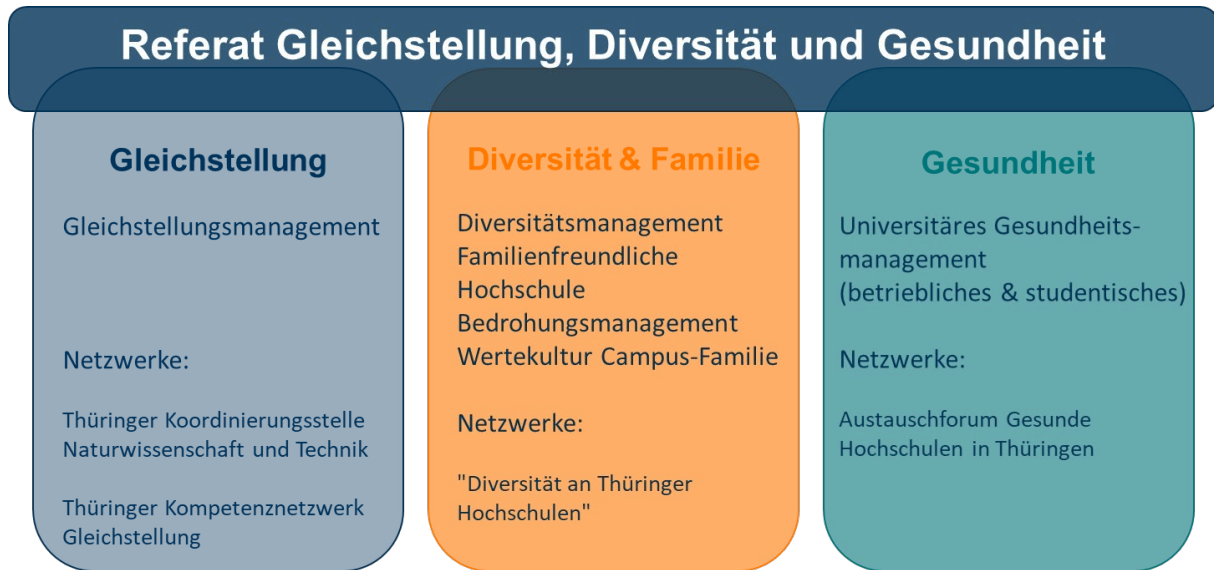 Referat Gleichstellung, Diversität und Gesundheit
Gleichstellung
Gleichstellungsmanagement
Netzwerke:
Thüringer Koordinierungsstelle
Naturwissenschaft und Technik
Thüringer Kompetenznetzwerk
Gleichstellung
Diversität & Familie
Diversitätsmanagement
Familienfreundliche
Hochschule
Bedrohungsmanagement
Wertekultur Campus-Familie
Netzwerke:
"Diversität an Thüringer
Hochschulen"
Gesundheit
Universitäres Gesundheits-
management
(betriebliches & studentisches)
Netzwerke:
Austauschforum Gesunde
Hochschulen in Thüringen